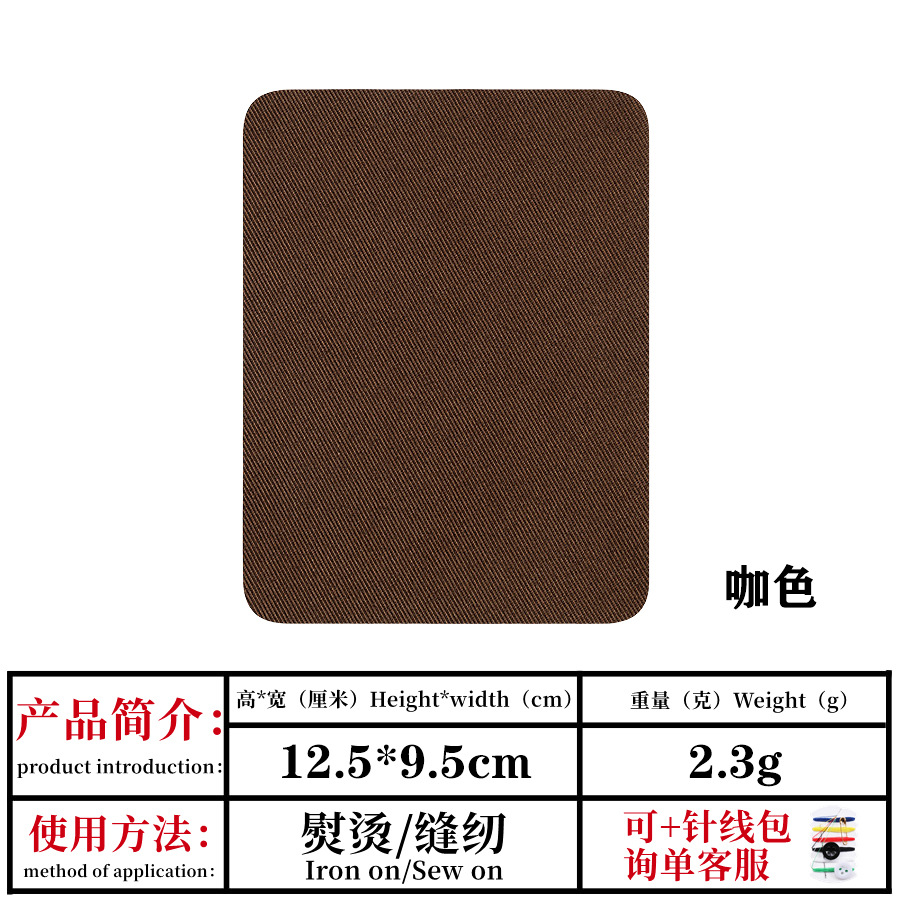 咖色
产品简介：
product introduction：
高*宽（厘米）Height*width（cm）
重量（克）Weight（g）
12.5*9.5cm
2.3g
使用方法：
method of application：
熨烫/缝纫
Iron on/Sew on
可+针线包
询单客服